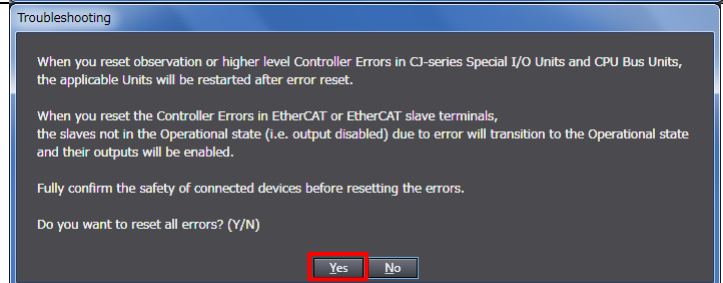 Troubleshooting
When you reset observation or higher level Controller Errors in CJ-series Special I/O Units and CPU Bus Units,
the applicable Units will be restarted after error reset.
When you reset the Controller Errors in EtherCAT or EtherCAT slave terminals,
the slaves not in the Operational state (i.e. output disabled) due to error will transition to the Operational state
and their outputs will be enabled.
Fully confirm the safety of connected devices before resetting the errors.
Do you want to reset all errors? (Y/N)
Yes No